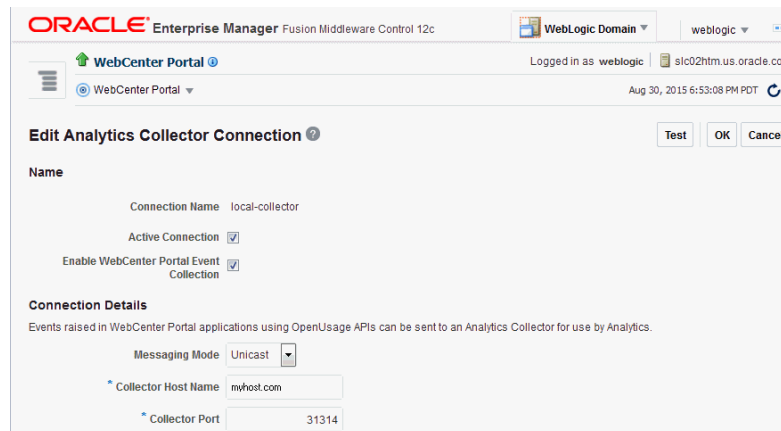 ORACLE Enterprise Manager Fusion Middleware Control 12c WebLogic Domain weblogic
WebCenter Portal Logged in as weblogic slc02htm.us.oracle.co
WebCenter Portal Aug 30, 2015 6:53:08 PM PDT
Edit Analytics Collector Connection Test OK Cance
Name
Connection Name local-collector
Active Connection
Enable WebCenter Portal Event
Collection
Connection Details
Events raised in WebCenter Portal applications using OpenUsage APIs can be sent to an Analytics Collector for use by Analytics.
Messaging Mode Unicast
* Collector Host Name myhost.com
* Collector Port 31314